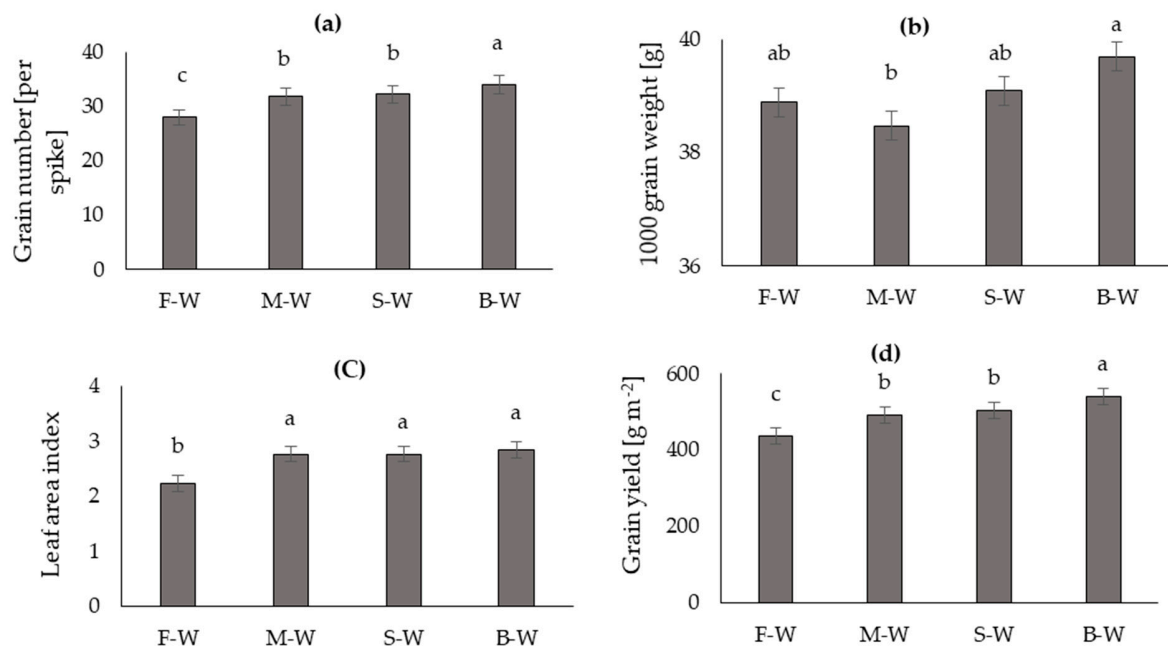 (a)
Grain number [per
spike]
40
30
20
10
0
c
b
b
a
F-W
M-W
S-W
B-W
(b)
1000 grain weight [g]
40
38
36
ab
b
ab
a
F-W
M-W
S-W
B-W
(C)
Leaf area index
4
3
2
1
0
b
a
a
a
F-W
M-W
S-W
B-W
(d)
Grain yield [g m⁻²]
600
400
200
0
c
b
b
a
F-W
M-W
S-W
B-W